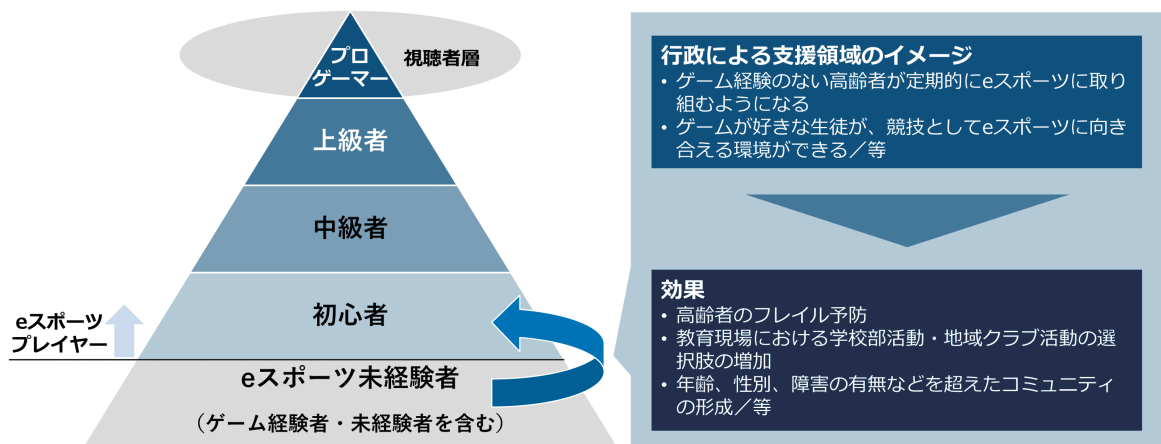 プロ
ゲーマー
視聴者層
上級者
中級者
初心者
eスポーツ
プレイヤー
eスポーツ未経験者
（ゲーム経験者・未経験者を含む）
行政による支援領域のイメージ
• ゲーム経験のない高齢者が定期的にeスポーツに取り
組むようになる
• ゲームが好きな生徒が、競技としてeスポーツに向き
合える環境ができる／等
効果
• 高齢者のフレイル予防
• 教育現場における学校部活動・地域クラブ活動の選
択肢の増加
• 年齢、性別、障害の有無などを超えたコミュニティ
の形成／等